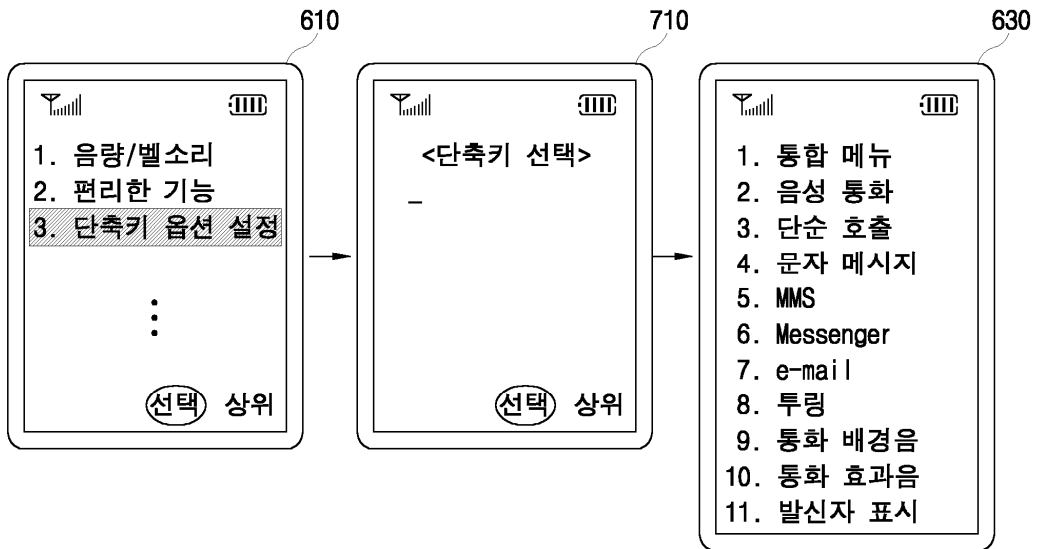 610
1. 음량/벨소리
2. 편리한 기능
3. 단축키 옵션 설정
선택 상위
710
<단축키 선택>
_
선택 상위
630
1. 통합 메뉴
2. 음성 통화
3. 단순 호출
4. 문자 메시지
5. MMS
6. Messenger
7. e-mail
8. 투링
9. 통화 배경음
10. 통화 효과음
11. 발신자 표시